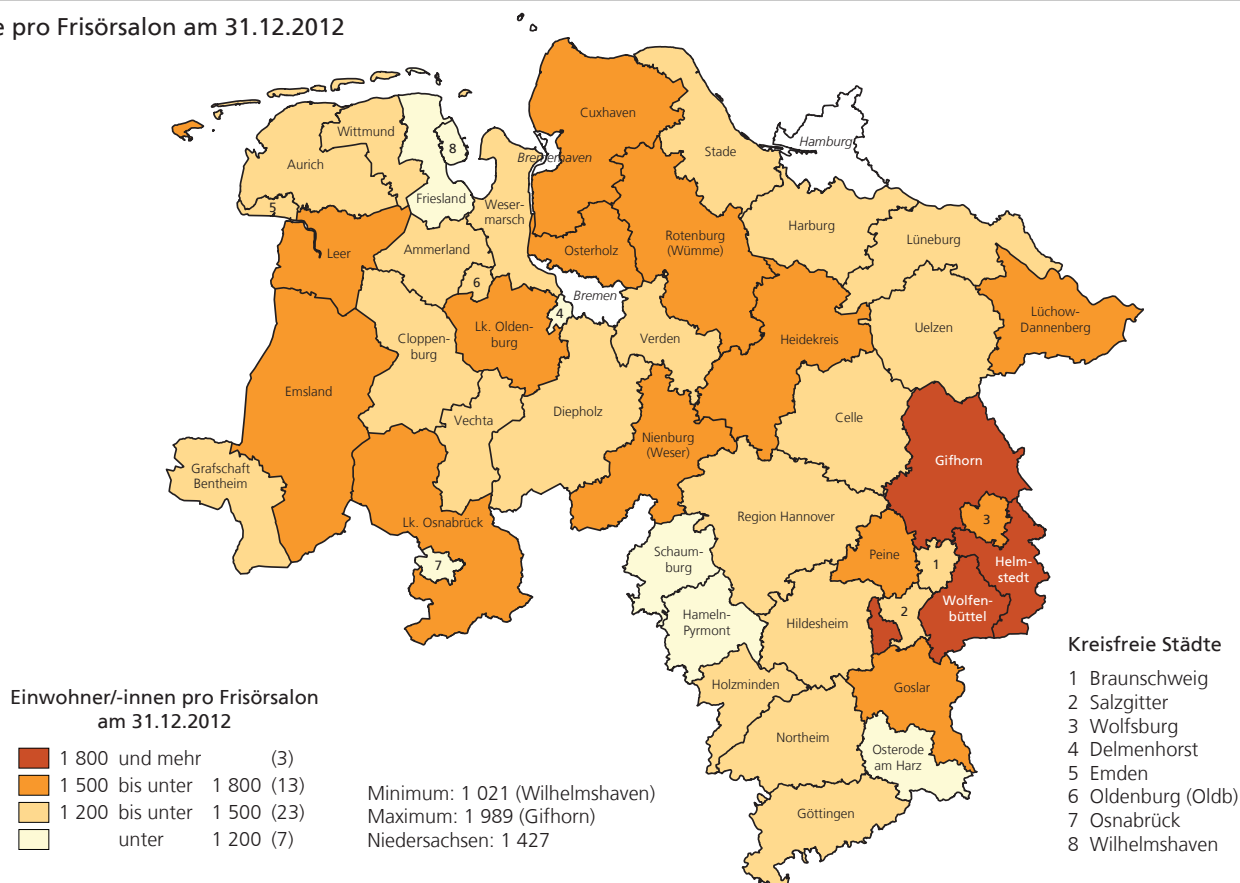 e pro Frisörsalon am 31.12.2012
Cuxhaven
Wittmund
Hamburg
8
Stade
Bremerhaven
Aurich
Friesland
Weser-
marsch
5
Harburg
Rotenburg
(Wümme)
Lüneburg
Ammerland
Osterholz
Leer
6
Bremen
4
Lüchow-
Dannenberg
Lk. Olden-
burg
Uelzen
Cloppen-
burg
Verden
Heidekreis
Emsland
Diepholz
Celle
Vechta
Nienburg
(Weser)
Gifhorn
Grafschaft
Bentheim
Region Hannover
3
Lk. Osnabrück
Schaum-
burg
Peine
1
Helm-
stedt
7
Wolfen-
büttel
2
Hameln-
Pyrmont
Hildesheim
Holzminden
Goslar
Northeim
Osterode
am Harz
Göttingen
Kreisfreie Städte
1 Braunschweig
2 Salzgitter
3 Wolfsburg
4 Delmenhorst
5 Emden
6 Oldenburg (Oldb)
7 Osnabrück
8 Wilhelmshaven
Einwohner/-innen pro Frisörsalon
am 31.12.2012
1 800 und mehr (3)
1 500 bis unter 1 800 (13)
1 200 bis unter 1 500 (23)
unter 1 200 (7)
Minimum: 1 021 (Wilhelmshaven)
Maximum: 1 989 (Gifhorn)
Niedersachsen: 1 427